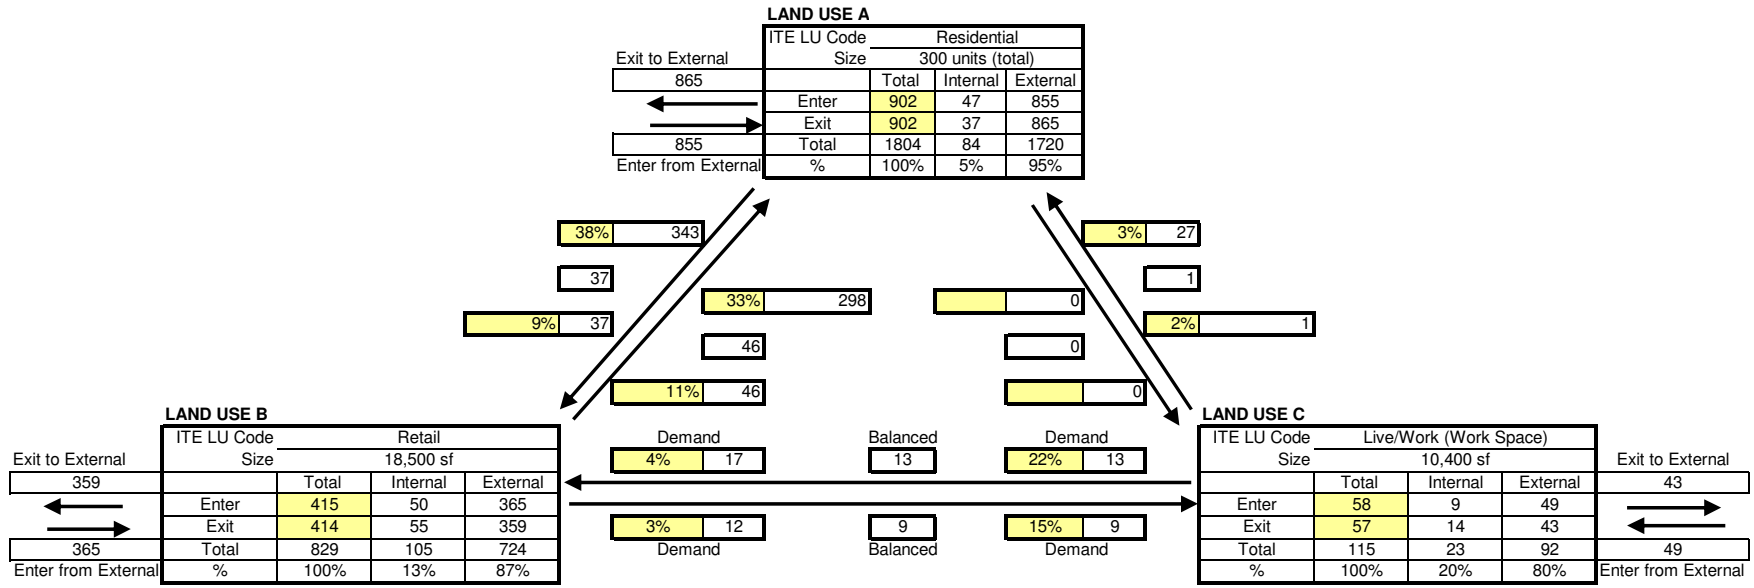 LAND USE A
ITE LU Code Residential
Exit to External Size 300 units (total)
865 Total Internal External
Enter 902 47 855
Exit 902 37 865
855 Total 1804 84 1720
Enter from External % 100% 5% 95%
38% 343 3% 27
37 1
33% 298 0
9% 37 2% 1
46 0
11% 46 0
LAND USE B LAND USE C
ITE LU Code Retail Demand Balanced Demand ITE LU Code Live/Work (Work Space)
Exit to External Size 18,500 sf 4% 17 13 22% 13 Size 10,400 sf Exit to External
359 Total Internal External Total Internal External 43
Enter 415 50 365 Enter 58 9 49
Exit 414 55 359 3% 12 9 15% 9 Exit 57 14 43
365 Total 829 105 724 Demand Balanced Demand Total 115 23 92 49
Enter from External % 100% 13% 87% % 100% 20% 80% Enter from External